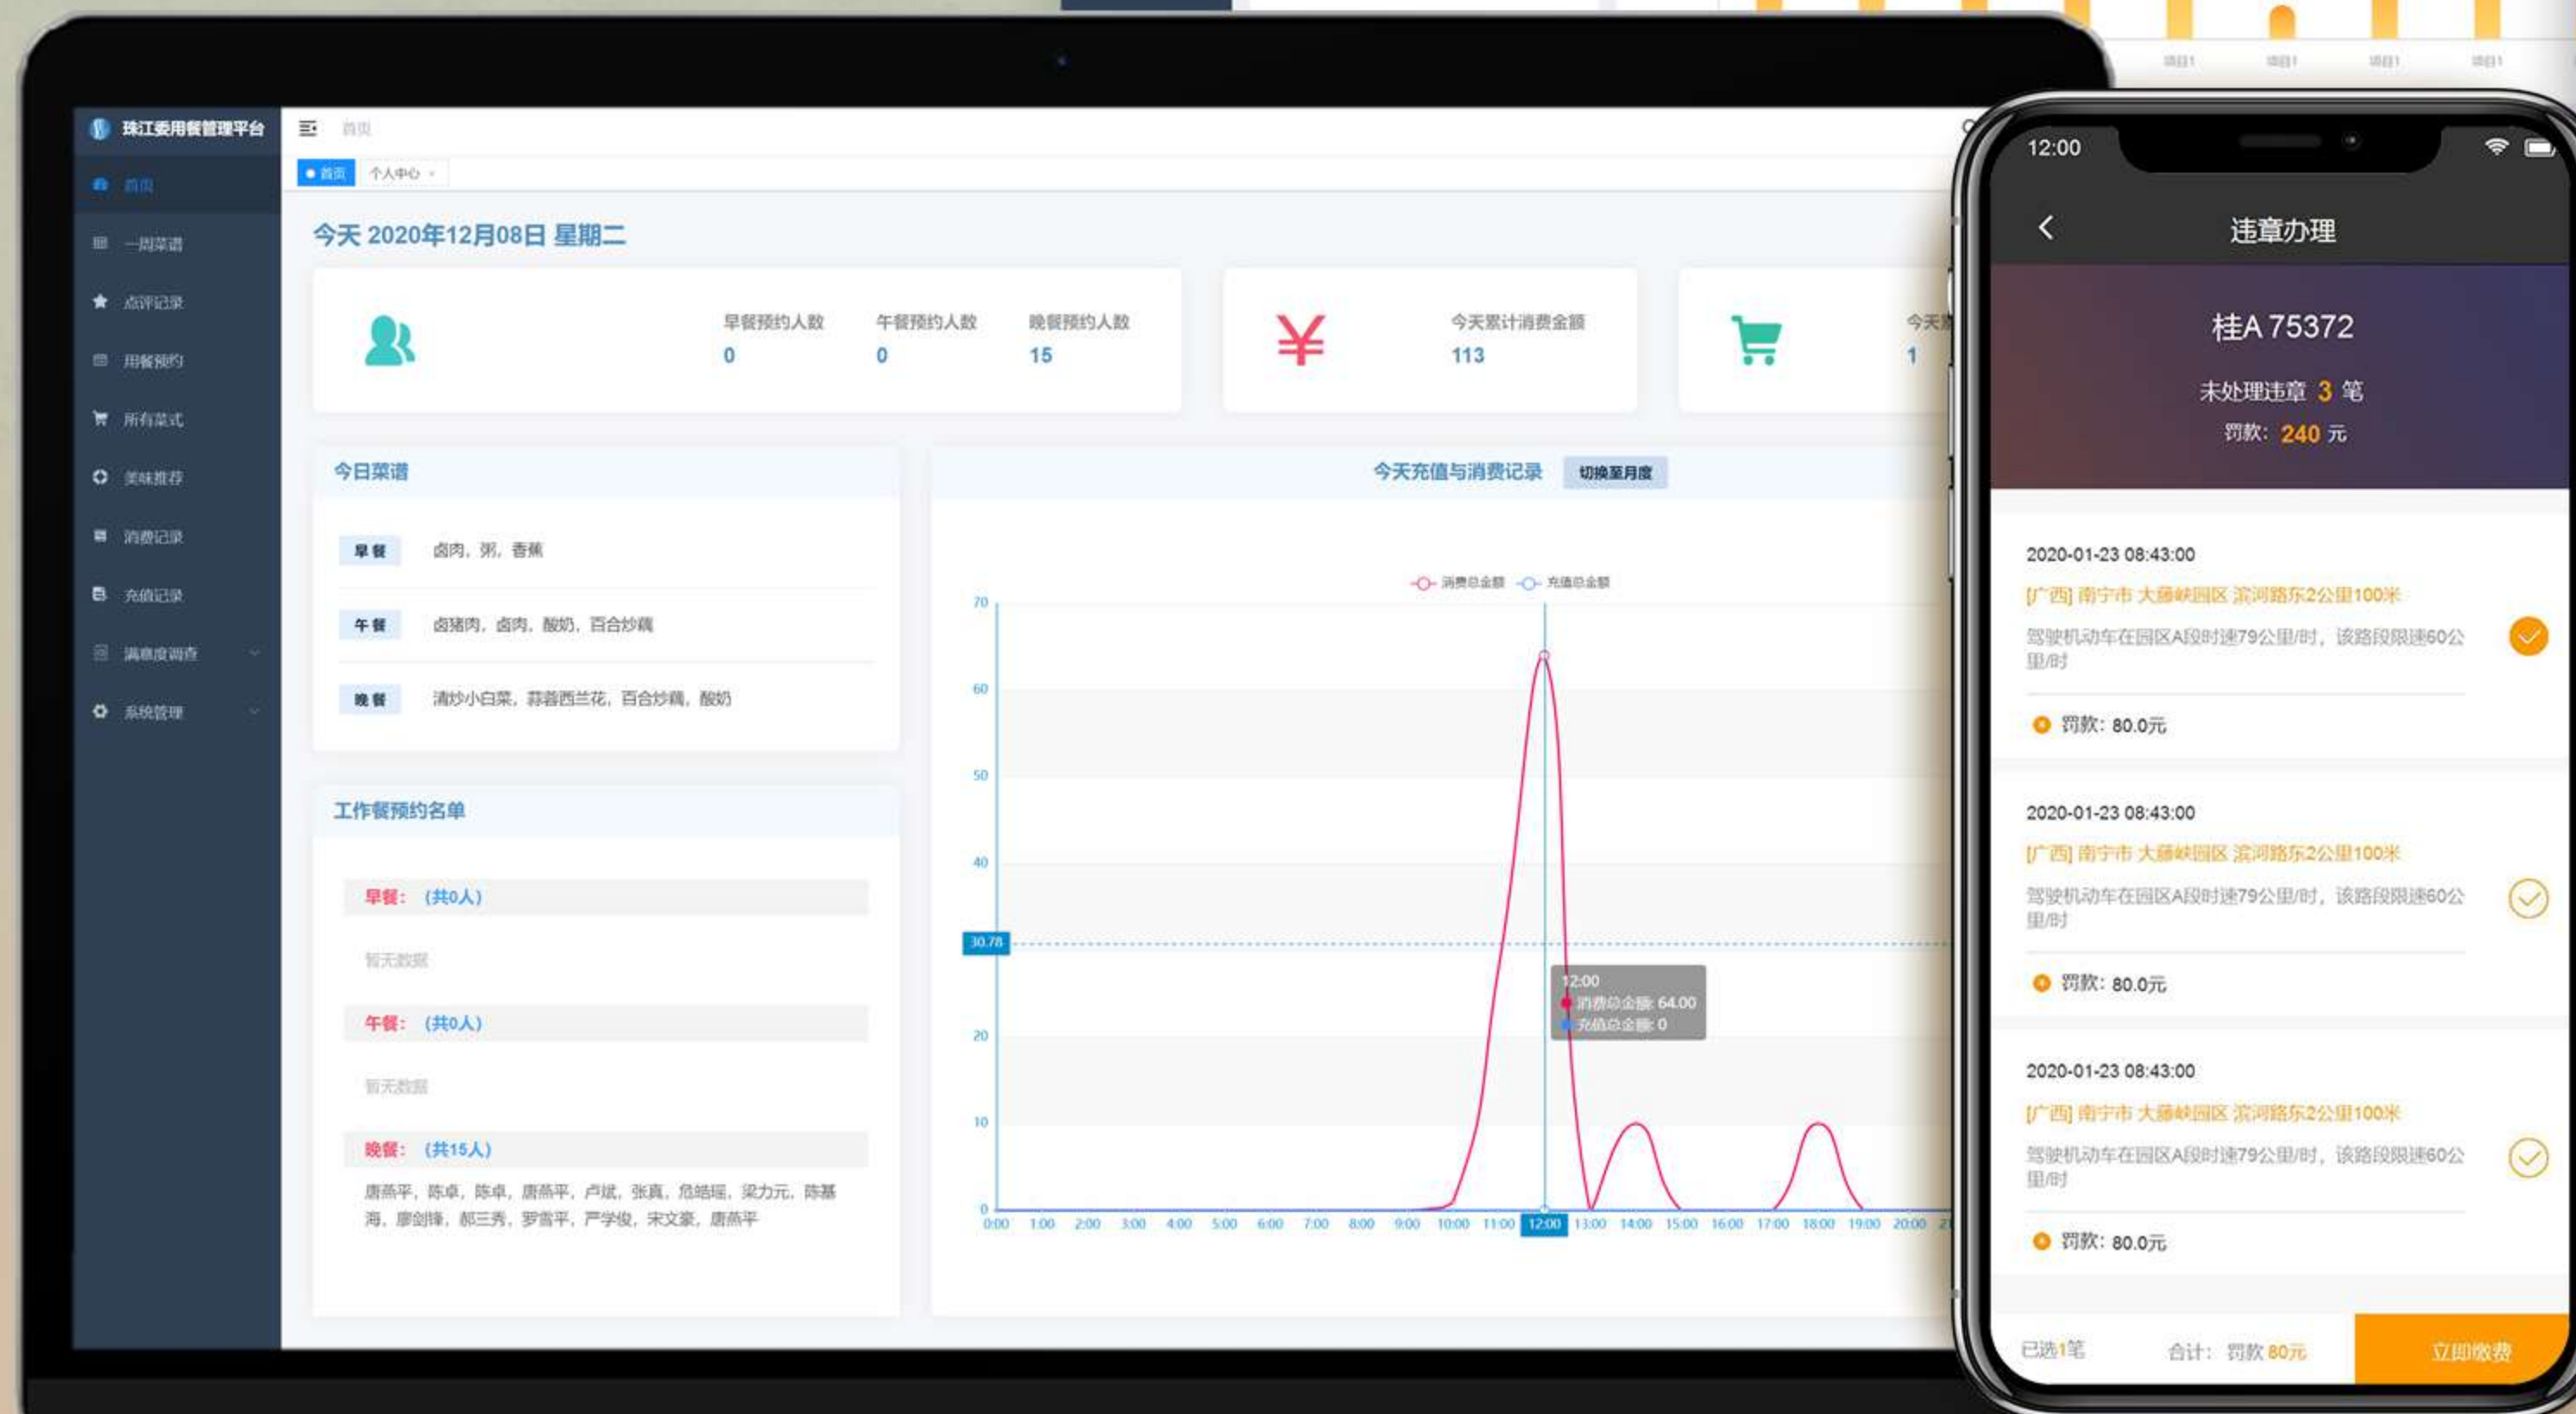 项目1 项目1 项目1 项目1
珠江委用餐管理平台
首页
一周菜谱
点评记录
用餐预约
所有菜式
美味推荐
消费记录
充值记录
满意度调查
系统管理
首页
首页 个人中心 ×
今天 2020年12月08日 星期二
早餐预约人数 午餐预约人数 晚餐预约人数
0 0 15
今天累计消费金额
113
今天
1
今日菜谱
早餐 卤肉, 粥, 香蕉
午餐 卤猪肉, 卤肉, 酸奶, 百合炒藕
晚餐 清炒小白菜, 蒜蓉西兰花, 百合炒藕, 酸奶
工作餐预约名单
早餐: (共0人)
暂无数据
午餐: (共0人)
暂无数据
晚餐: (共15人)
唐燕平, 陈卓, 陈卓, 唐燕平, 卢斌, 张真, 危皓瑶, 梁力元, 陈基
海, 廖剑锋, 郝三秀, 罗雪平, 严学俊, 宋文豪, 唐燕平
今天充值与消费记录 切换至月度
消费总金额 充值总金额
70
60
50
40
30.78
20
10
0
12:00
消费总金额: 64.00
充值总金额: 0
0:00 1:00 2:00 3:00 4:00 5:00 6:00 7:00 8:00 9:00 10:00 11:00 12:00 13:00 14:00 15:00 16:00 17:00 18:00 19:00 20:00
12:00
违章办理
桂A 75372
未处理违章 3 笔
罚款: 240 元
2020-01-23 08:43:00
[广西] 南宁市 大藤峡园区 滨河路东2公里100米
驾驶机动车在园区A段时速79公里/时, 该路段限速60公
里/时
罚款: 80.0元
2020-01-23 08:43:00
[广西] 南宁市 大藤峡园区 滨河路东2公里100米
驾驶机动车在园区A段时速79公里/时, 该路段限速60公
里/时
罚款: 80.0元
2020-01-23 08:43:00
[广西] 南宁市 大藤峡园区 滨河路东2公里100米
驾驶机动车在园区A段时速79公里/时, 该路段限速60公
里/时
罚款: 80.0元
已选1笔 合计: 罚款 80元 立即缴费